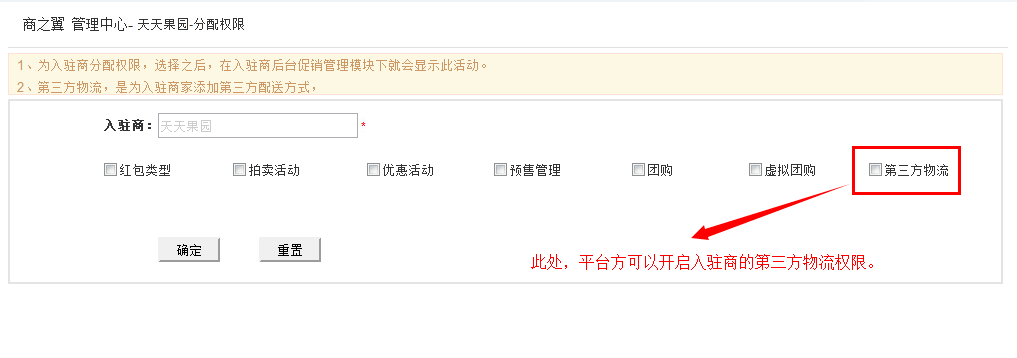 商之翼 管理中心- 天天果园-分配权限
1、为入驻商分配权限，选择之后，在入驻商后台促销管理模块下就会显示此活动。
2、第三方物流，是为入驻商家添加第三方配送方式，
入驻商： 天天果园 *
红包类型 拍卖活动 优惠活动 预售管理 团购 虚拟团购 第三方物流
确定 重置
此处，平台方可以开启入驻商的第三方物流权限。